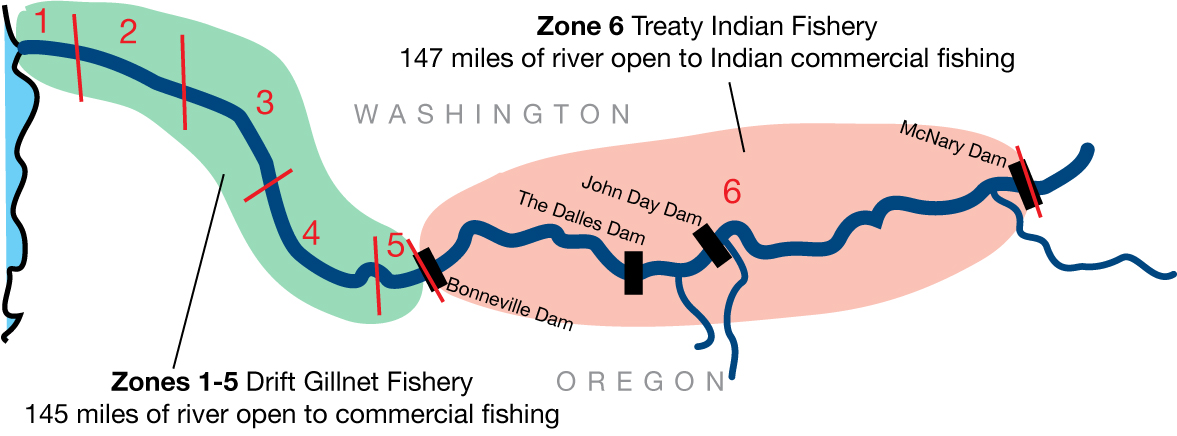 1
2
Zone 6 Treaty Indian Fishery
147 miles of river open to Indian commercial fishing
3
WASHINGTON
McNary Dam
John Day Dam
6
The Dalles Dam
4
5
Bonneville Dam
Zones 1-5 Drift Gillnet Fishery
145 miles of river open to commercial fishing
OREGON